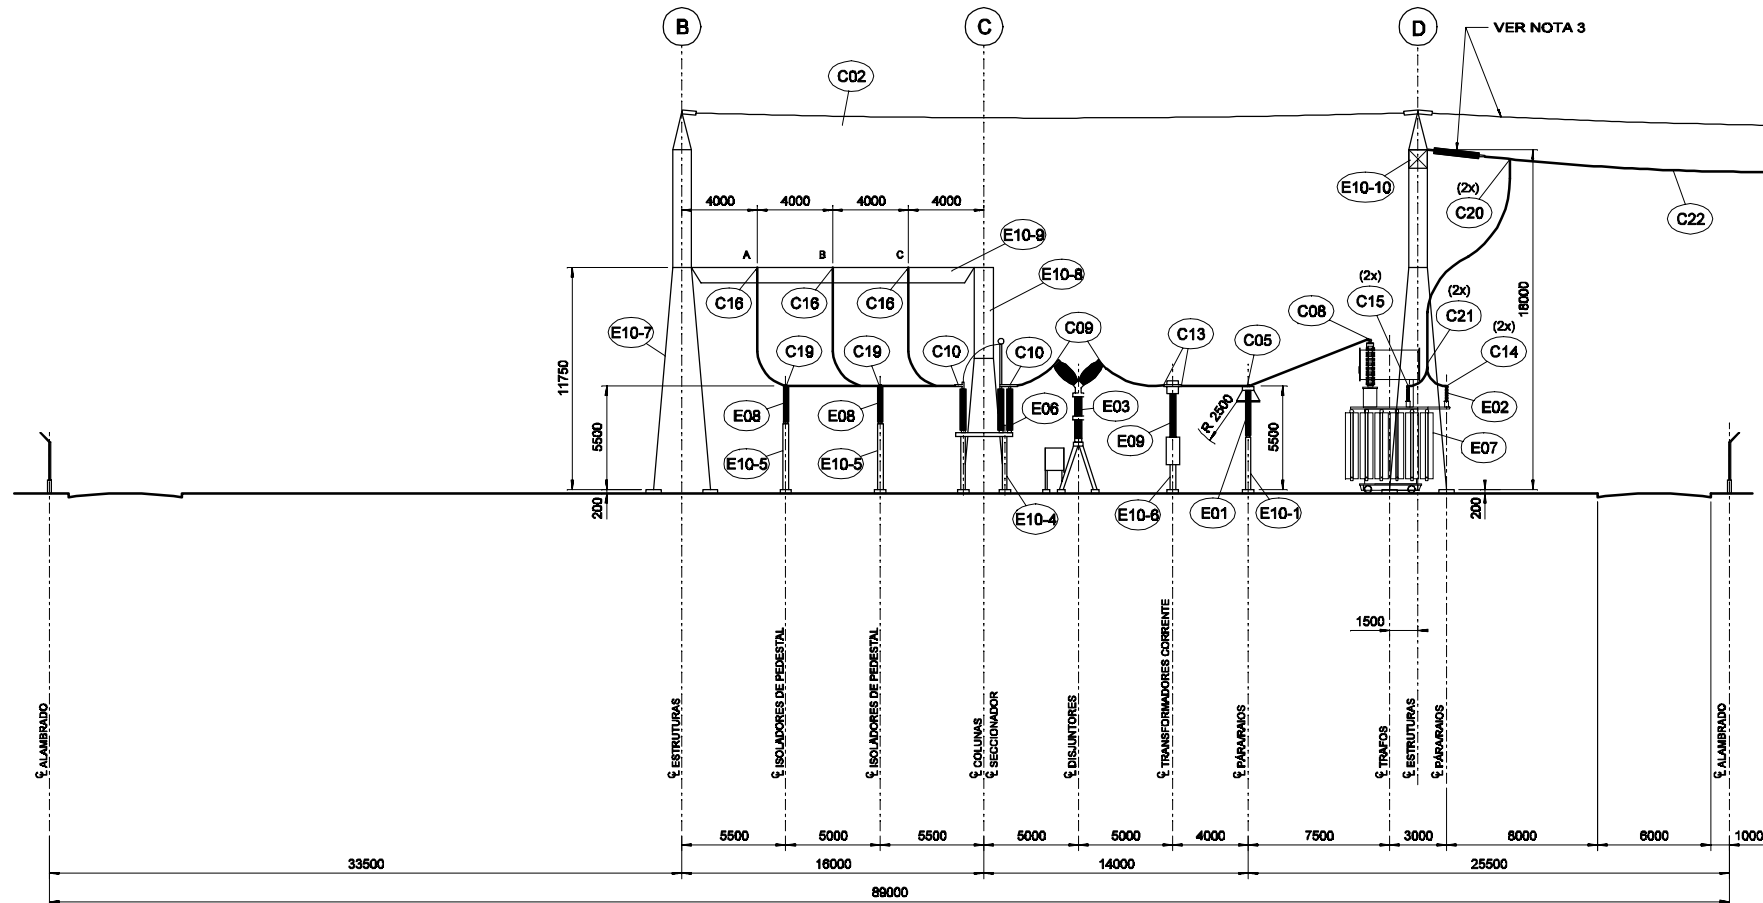 B
C
D
VER NOTA 3
C02
E10-10
(2x)
C20
C22
4000
4000
4000
4000
E10-9
A
B
C
E10-8
C16
C16
C16
(2x)
C15
(2x)
C21
18000
C08
(2x)
C14
E10-7
C19
C19
C10
C10
C09
C13
C05
11750
E08
E08
E06
E03
E09
R 2500
E02
5500
5500
E10-5
E10-5
E07
200
E10-4
E10-6
E01
E10-1
200
1500
ALAMBRADO
ESTRUTURAS
ISOLADORES DE PEDESTAL
ISOLADORES DE PEDESTAL
COLUNAS
SECCIONADOR
DISJUNTORES
TRANSFORMADORES CORRENTE
PÁRA/RAIOS
TRAFOS
ESTRUTURAS
PÁRA/RAIOS
ALAMBRADO
5500
5000
5500
5000
5000
4000
7500
3000
8000
6000
1000
33500
16000
14000
25500
89000